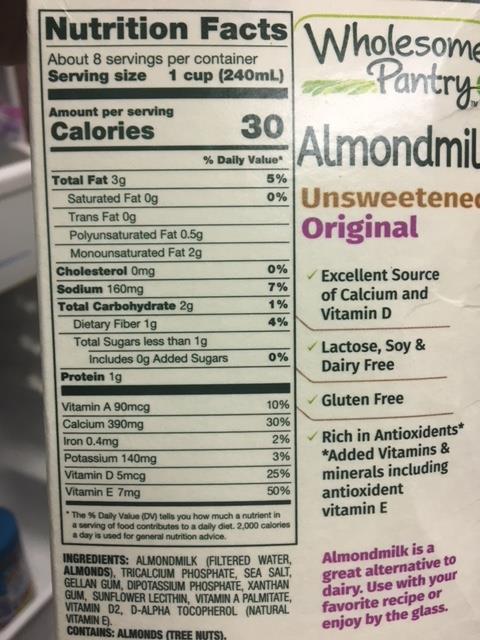 Nutrition Facts
About 8 servings per container
Serving size 1 cup (240mL)
Amount per serving
Calories 30
% Daily Value*
Total Fat 3g 5%
Saturated Fat 0g 0%
Trans Fat 0g
Polyunsaturated Fat 0.5g
Monounsaturated Fat 2g
Cholesterol 0mg 0%
Sodium 160mg 7%
Total Carbohydrate 2g 1%
Dietary Fiber 1g 4%
Total Sugars less than 1g
Includes 0g Added Sugars 0%
Protein 1g
Vitamin A 90mcg 10%
Calcium 390mg 30%
Iron 0.4mg 2%
Potassium 140mg 3%
Vitamin D 5mcg 25%
Vitamin E 7mg 50%
* The % Daily Value (DV) tells you how much a nutrient in
a serving of food contributes to a daily diet. 2,000 calories
a day is used for general nutrition advice.
INGREDIENTS: ALMONDMILK (FILTERED WATER,
ALMONDS), TRICALCIUM PHOSPHATE, SEA SALT,
GELLAN GUM, DIPOTASSIUM PHOSPHATE, XANTHAN
GUM, SUNFLOWER LECITHIN, VITAMIN A PALMITATE,
VITAMIN D2, D-ALPHA TOCOPHEROL (NATURAL
VITAMIN E).
CONTAINS: ALMONDS (TREE NUTS).
Wholesome
Pantry
TM
Almondmil
Unsweetened
Original
✓ Excellent Source
of Calcium and
Vitamin D
✓ Lactose, Soy &
Dairy Free
✓ Gluten Free
✓ Rich in Antioxidents*
*Added Vitamins &
minerals including
antioxident
vitamin E
Almondmilk is a
great alternative to
dairy. Use with your
favorite recipe or
enjoy by the glass.